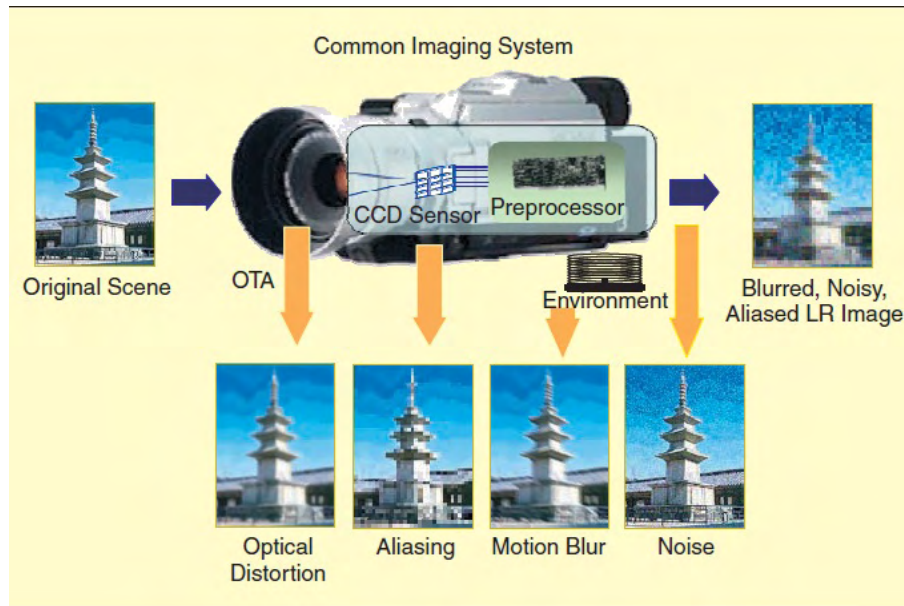 Common Imaging System
CCD Sensor
Preprocessor
Original Scene
OTA
Environment
Blurred, Noisy,
Aliased LR Image
Optical
Distortion
Aliasing
Motion Blur
Noise